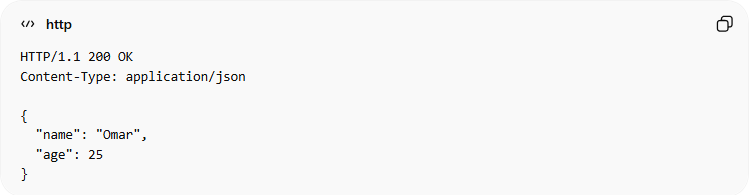 </> http
HTTP/1.1 200 OK
Content-Type: application/json

{
  "name": "Omar",
  "age": 25
}